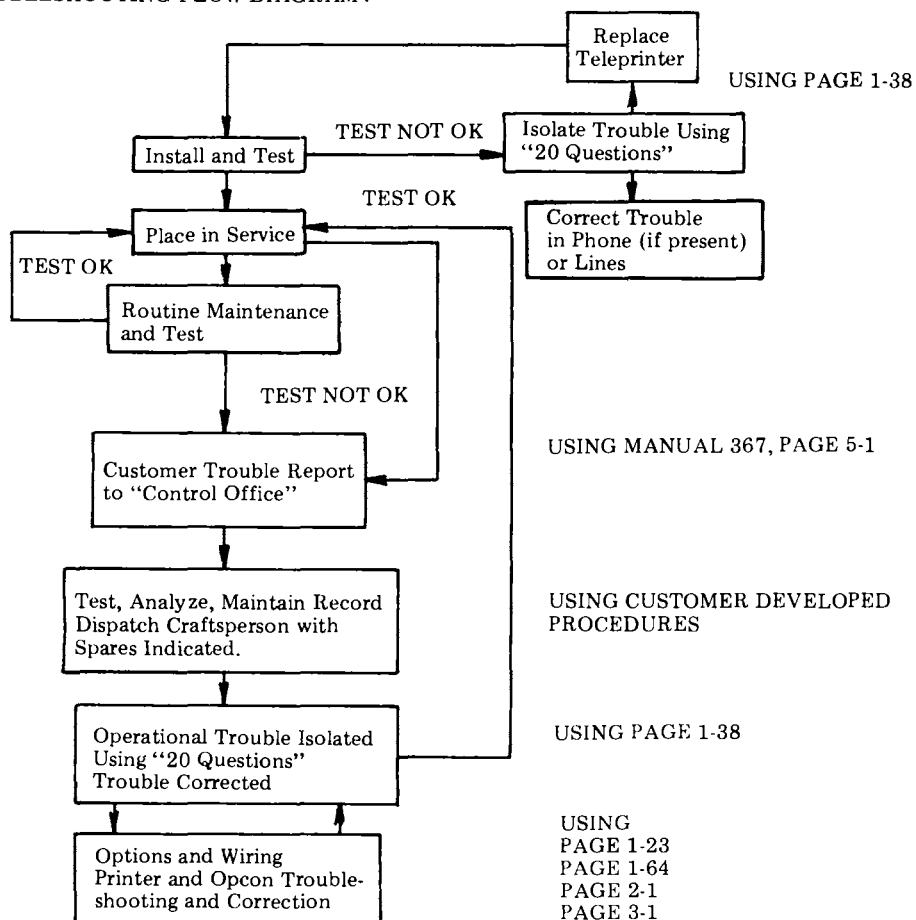 Replace
Teleprinter
USING PAGE 1-38
TEST NOT OK
Isolate Trouble Using
"20 Questions"
Install and Test
TEST OK
Correct Trouble
in Phone (if present)
or Lines
Place in Service
TEST OK
Routine Maintenance
and Test
TEST NOT OK
USING MANUAL 367, PAGE 5-1
Customer Trouble Report
to "Control Office"
Test, Analyze, Maintain Record
Dispatch Craftsperson with
Spares Indicated.
USING CUSTOMER DEVELOPED
PROCEDURES
Operational Trouble Isolated
Using "20 Questions"
Trouble Corrected
USING PAGE 1-38
Options and Wiring
Printer and Opcon Trouble-
shooting and Correction
USING
PAGE 1-23
PAGE 1-64
PAGE 2-1
PAGE 3-1